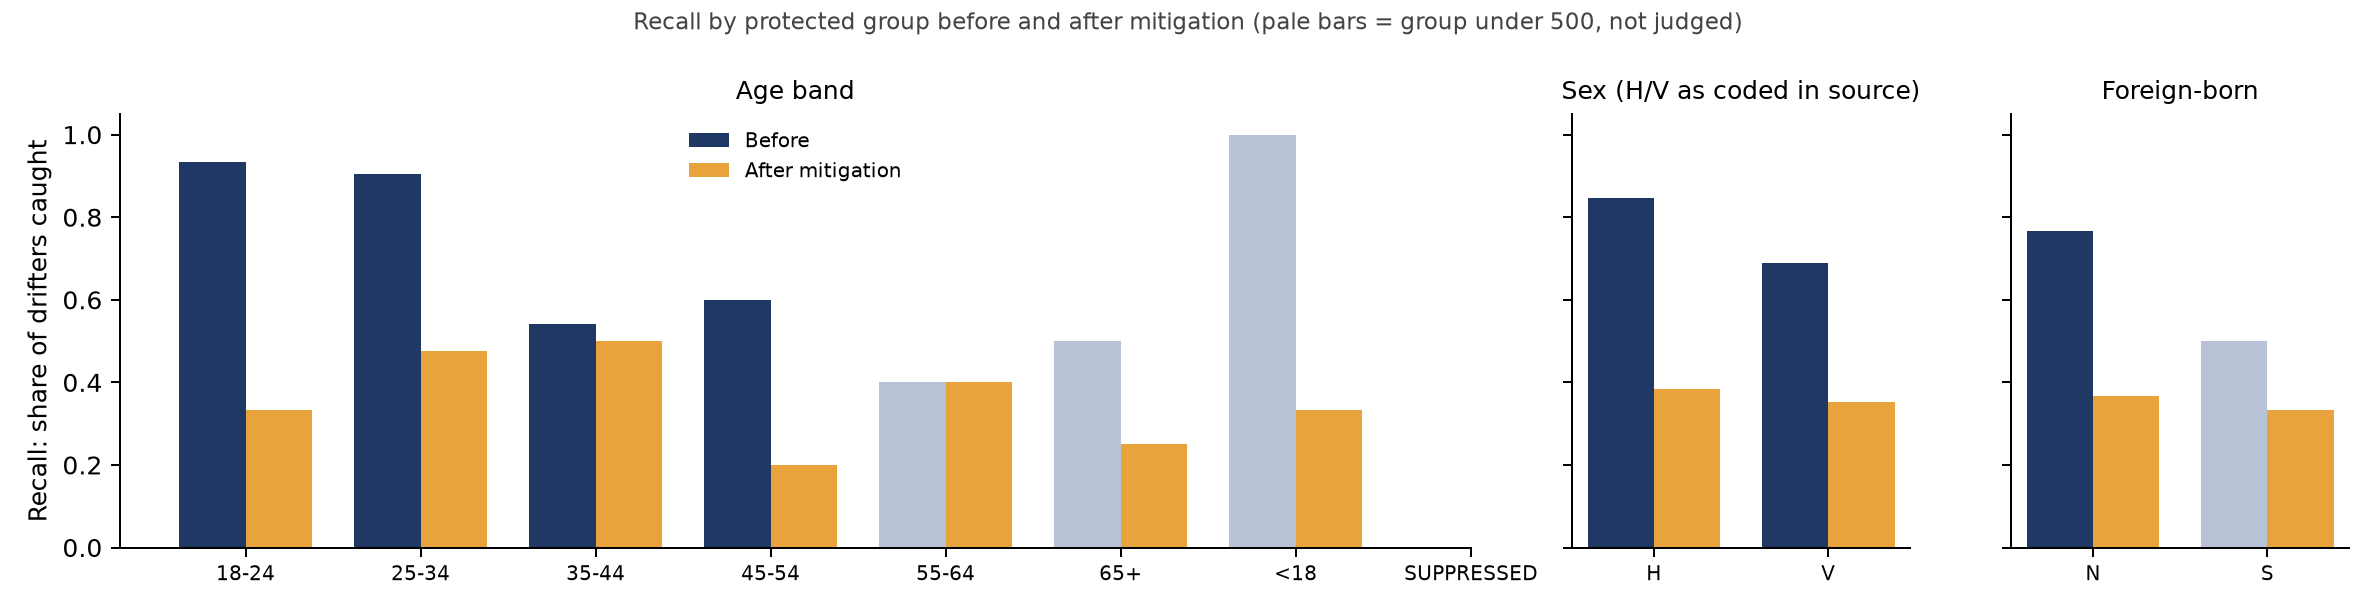 Recall by protected group before and after mitigation (pale bars = group under 500, not judged)
Age band
Before
After mitigation
Recall: share of drifters caught
1.0
0.8
0.6
0.4
0.2
0.0
18-24
25-34
35-44
45-54
55-64
65+
<18
SUPPRESSED
Sex (H/V as coded in source)
H
V
Foreign-born
N
S